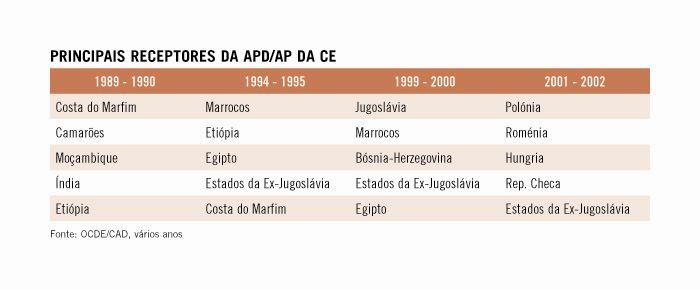 PRINCIPAIS RECEPTORES DA APD/AP DA CE
1989 - 1990 1994 - 1995 1999 - 2000 2001 - 2002
Costa do Marfim Marrocos Jugoslávia Polónia
Camarões Etiópia Marrocos Roménia
Moçambique Egipto Bósnia-Herzegovina Hungria
Índia Estados da Ex-Jugoslávia Estados da Ex-Jugoslávia Rep. Checa
Etiópia Costa do Marfim Egipto Estados da Ex-Jugoslávia
Fonte: OCDE/CAD, vários anos